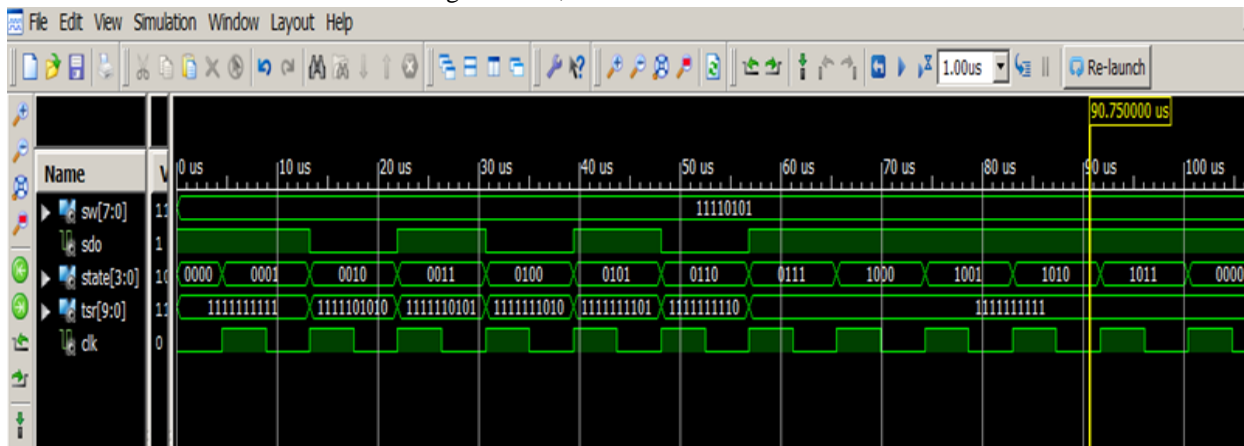 File Edit View Simulation Window Layout Help
1.00us Re-launch
90.750000 us
Name V 0 us 10 us 20 us 30 us 40 us 50 us 60 us 70 us 80 us 90 us 100 us
sw[7:0] 11 11110101
sdo 1
state[3:0] 10 0000 0001 0010 0011 0100 0101 0110 0111 1000 1001 1010 1011 0000
tsr[9:0] 11 1111111111 1111101010 1111110101 1111111010 1111111101 1111111110 1111111111
clk 0